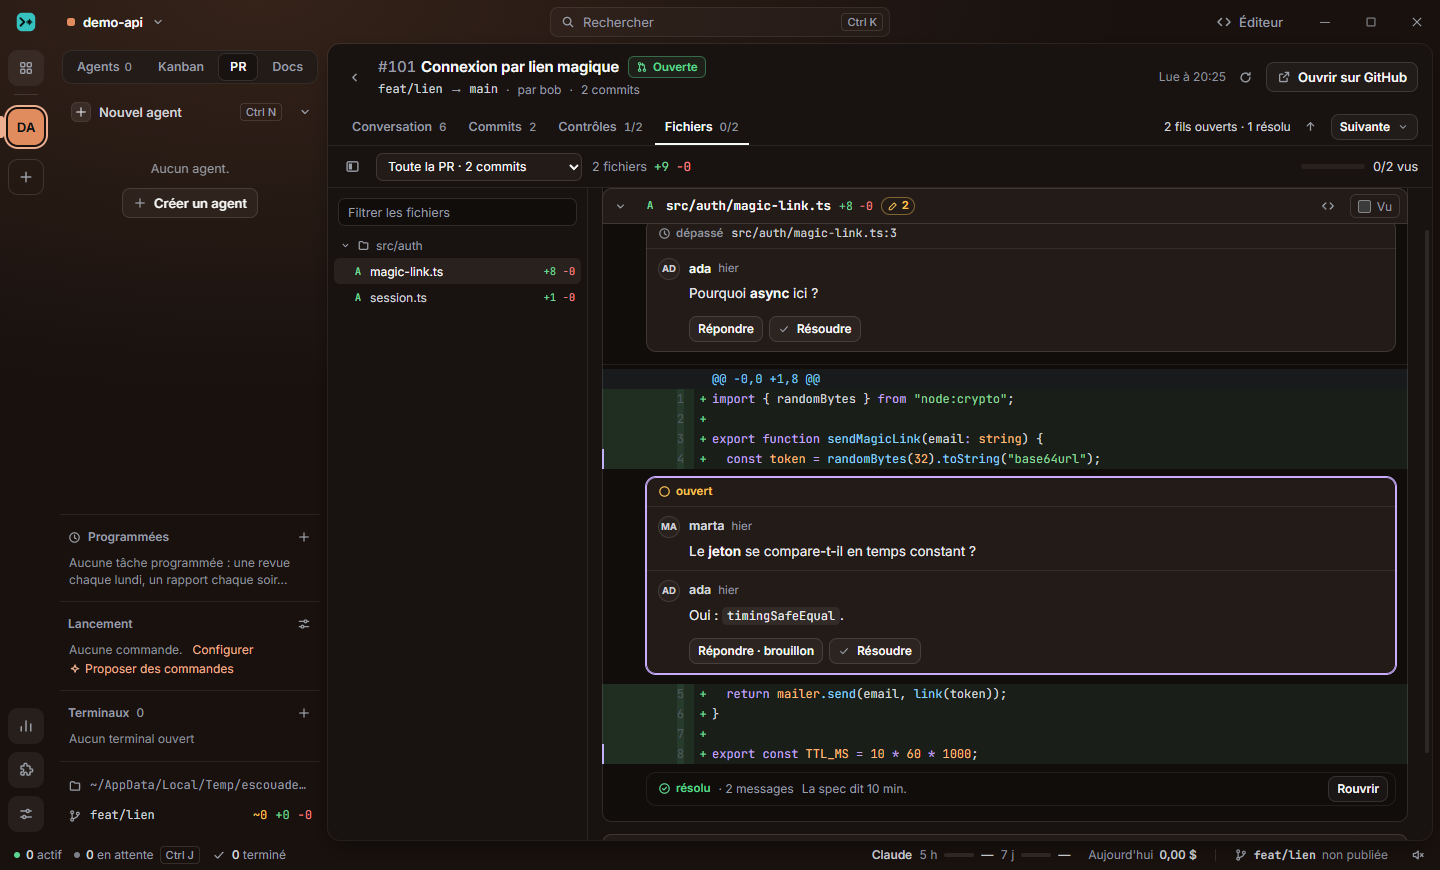 demo-api
Rechercher
Ctrl K
Éditeur
Agents 0
Kanban
PR
Docs
DA
Nouvel agent
Ctrl N
Aucun agent.
Créer un agent
Programmées
Aucune tâche programmée : une revue
chaque lundi, un rapport chaque soir...
Lancement
Aucune commande. Configurer
Proposer des commandes
Terminaux 0
Aucun terminal ouvert
~/AppData/Local/Temp/escouade…
feat/lien ~0 +0 -0
#101 Connexion par lien magique
Ouverte
feat/lien → main · par bob · 2 commits
Lue à 20:25
Ouvrir sur GitHub
Conversation 6
Commits 2
Contrôles 1/2
Fichiers 0/2
2 fils ouverts · 1 résolu
Suivante
Toute la PR · 2 commits
2 fichiers +9 -0
0/2 vus
Filtrer les fichiers
src/auth
A magic-link.ts +8 -0
A session.ts +1 -0
A src/auth/magic-link.ts +8 -0
2
Vu
dépassé src/auth/magic-link.ts:3
AD ada hier
Pourquoi async ici ?
Répondre
Résoudre
@@ -0,0 +1,8 @@
1 + import { randomBytes } from "node:crypto";
2 +
3 + export function sendMagicLink(email: string) {
4 + const token = randomBytes(32).toString("base64url");
ouvert
MA marta hier
Le jeton se compare-t-il en temps constant ?
AD ada hier
Oui : timingSafeEqual.
Répondre · brouillon
Résoudre
5 + return mailer.send(email, link(token));
6 + }
7 +
8 + export const TTL_MS = 10 * 60 * 1000;
résolu · 2 messages La spec dit 10 min.
Rouvrir
0 actif
0 en attente
Ctrl J
0 terminé
Claude 5 h — 7 j —
Aujourd'hui 0,00 $
feat/lien non publiée